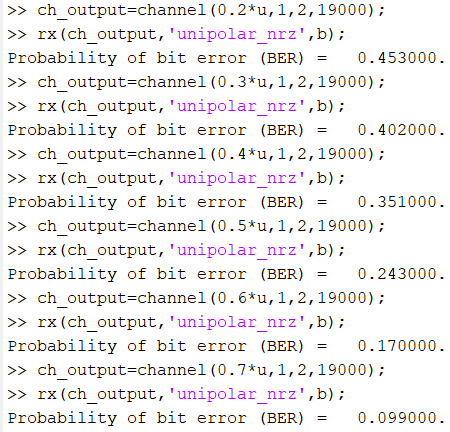 >> ch_output=channel(0.2*u,1,2,19000);
>> rx(ch_output,'unipolar_nrz',b);
Probability of bit error (BER) =   0.453000.
>> ch_output=channel(0.3*u,1,2,19000);
>> rx(ch_output,'unipolar_nrz',b);
Probability of bit error (BER) =   0.402000.
>> ch_output=channel(0.4*u,1,2,19000);
>> rx(ch_output,'unipolar_nrz',b);
Probability of bit error (BER) =   0.351000.
>> ch_output=channel(0.5*u,1,2,19000);
>> rx(ch_output,'unipolar_nrz',b);
Probability of bit error (BER) =   0.243000.
>> ch_output=channel(0.6*u,1,2,19000);
>> rx(ch_output,'unipolar_nrz',b);
Probability of bit error (BER) =   0.170000.
>> ch_output=channel(0.7*u,1,2,19000);
>> rx(ch_output,'unipolar_nrz',b);
Probability of bit error (BER) =   0.099000.